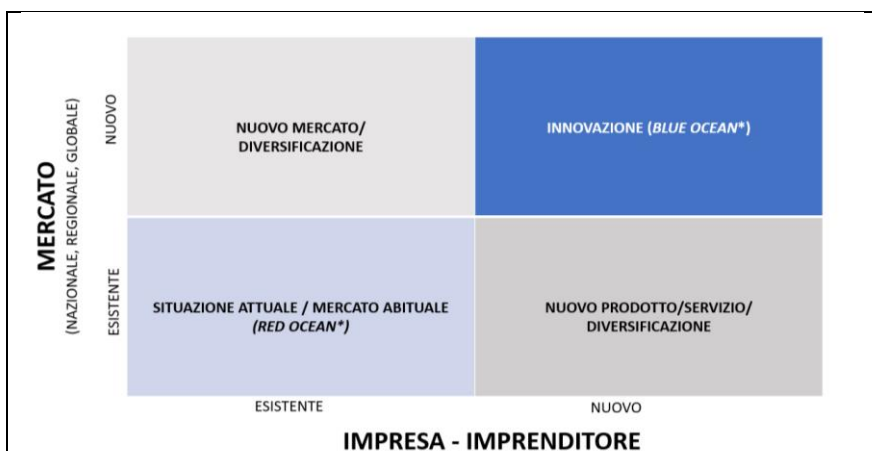 MERCATO
(NAZIONALE, REGIONALE, GLOBALE)
NUOVO
ESISTENTE
NUOVO MERCATO/
DIVERSIFICAZIONE
INNOVAZIONE (BLUE OCEAN*)
SITUAZIONE ATTUALE / MERCATO ABITUALE
(RED OCEAN*)
NUOVO PRODOTTO/SERVIZIO/
DIVERSIFICAZIONE
ESISTENTE
NUOVO
IMPRESA - IMPRENDITORE